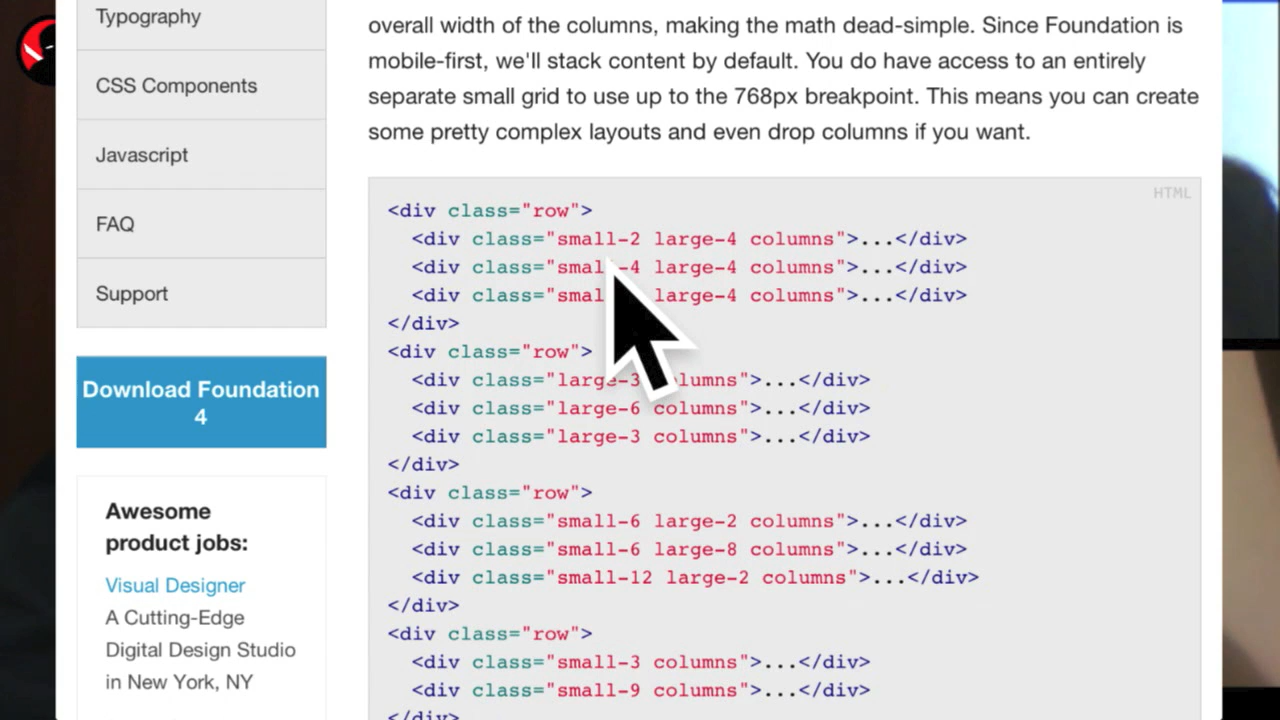 Typography
CSS Components
Javascript
FAQ
Support
Download Foundation
4
Awesome
product jobs:
Visual Designer
A Cutting-Edge
Digital Design Studio
in New York, NY
overall width of the columns, making the math dead-simple. Since Foundation is
mobile-first, we'll stack content by default. You do have access to an entirely
separate small grid to use up to the 768px breakpoint. This means you can create
some pretty complex layouts and even drop columns if you want.
HTML
<div class="row">
<div class="small-2 large-4 columns">...</div>
<div class="small-4 large-4 columns">...</div>
<div class="smal large-4 columns">...</div>
</div>
<div class="row">
<div class="large-3 columns">...</div>
<div class="large-6 columns">...</div>
<div class="large-3 columns">...</div>
</div>
<div class="row">
<div class="small-6 large-2 columns">...</div>
<div class="small-6 large-8 columns">...</div>
<div class="small-12 large-2 columns">...</div>
</div>
<div class="row">
<div class="small-3 columns">...</div>
<div class="small-9 columns">...</div>
</div>